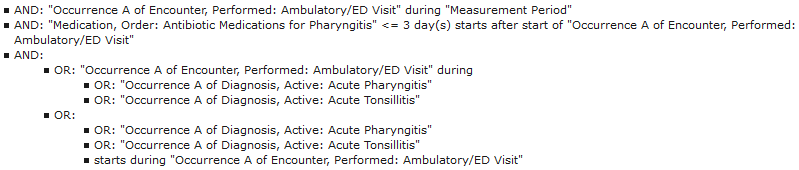 AND: "Occurrence A of Encounter, Performed: Ambulatory/ED Visit" during "Measurement Period"
AND: "Medication, Order: Antibiotic Medications for Pharyngitis" <= 3 day(s) starts after start of "Occurrence A of Encounter, Performed:
Ambulatory/ED Visit"
AND:
OR: "Occurrence A of Encounter, Performed: Ambulatory/ED Visit" during
OR: "Occurrence A of Diagnosis, Active: Acute Pharyngitis"
OR: "Occurrence A of Diagnosis, Active: Acute Tonsillitis"
OR:
OR: "Occurrence A of Diagnosis, Active: Acute Pharyngitis"
OR: "Occurrence A of Diagnosis, Active: Acute Tonsillitis"
starts during "Occurrence A of Encounter, Performed: Ambulatory/ED Visit"